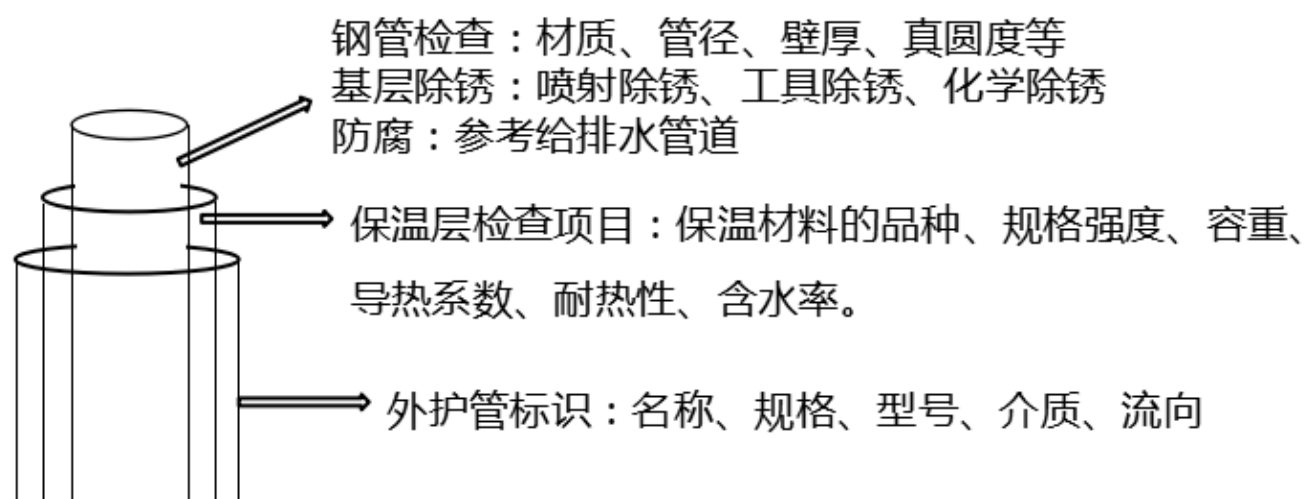 钢管检查：材质、管径、壁厚、真圆度等
基层除锈：喷射除锈、工具除锈、化学除锈
防腐：参考给排水管道
保温层检查项目：保温材料的品种、规格强度、容重、
导热系数、耐热性、含水率。
外护管标识：名称、规格、型号、介质、流向